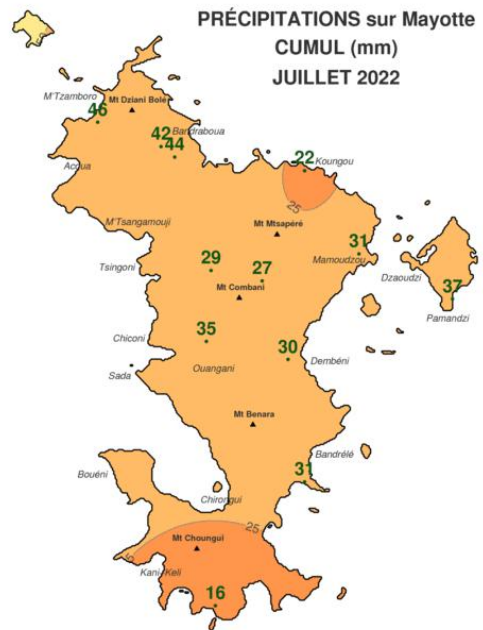 PRÉCIPITATIONS sur Mayotte
CUMUL (mm)
JUILLET 2022
M'Tzamboro
Mt Dziani Bolé
46
42
Bandraboua
44
22
Koungou
Acoua
25
M'Tsangamouji
Mt Mtsapéré
31
Tsingoni
29
27
Mamoudzou
Dzaoudzi
37
Mt Combani
Pamandzi
Chiconi
35
30
Ouangani
Dembéni
Sada
Mt Benara
Bandrélé
Bouéni
31
Chirongui
25
Mt Choungui
Kani-Keli
16